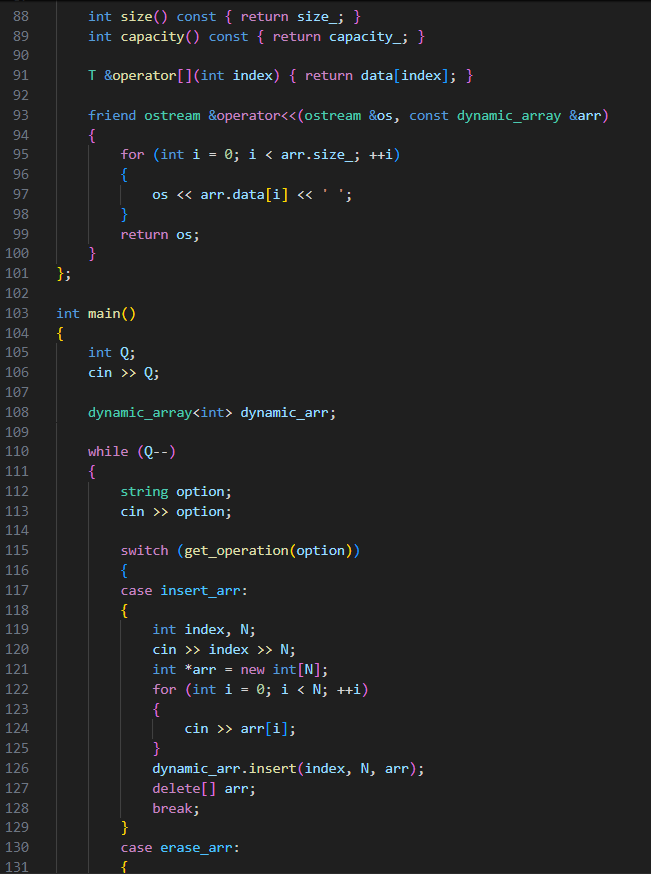 88 int size() const { return size_; }
89 int capacity() const { return capacity_; }
90
91 T &operator[](int index) { return data[index]; }
92
93 friend ostream &operator<<(ostream &os, const dynamic_array &arr)
94 {
95 for (int i = 0; i < arr.size_; ++i)
96 {
97 os << arr.data[i] << ' ';
98 }
99 return os;
100 }
101 };
102
103 int main()
104 {
105 int Q;
106 cin >> Q;
107
108 dynamic_array<int> dynamic_arr;
109
110 while (Q--)
111 {
112 string option;
113 cin >> option;
114
115 switch (get_operation(option))
116 {
117 case insert_arr:
118 {
119 int index, N;
120 cin >> index >> N;
121 int *arr = new int[N];
122 for (int i = 0; i < N; ++i)
123 {
124 cin >> arr[i];
125 }
126 dynamic_arr.insert(index, N, arr);
127 delete[] arr;
128 break;
129 }
130 case erase_arr:
131 {